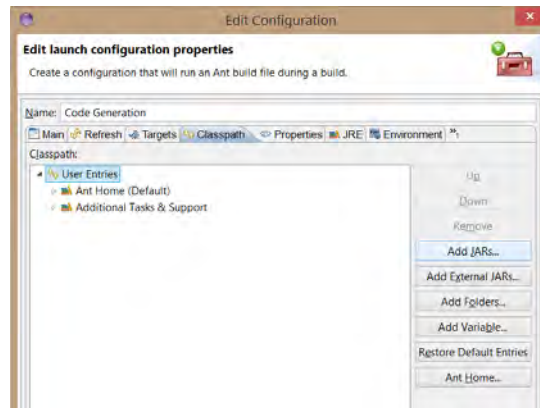 Edit Configuration
Edit launch configuration properties
Create a configuration that will run an Ant build file during a build.
Name: Code Generation
Main Refresh Targets Classpath Properties JRE Environment »1
Classpath:
User Entries
Ant Home (Default)
Additional Tasks & Support
Up
Down
Remove
Add JARs...
Add External JARs...
Add Folders...
Add Variable...
Restore Default Entries
Ant Home...